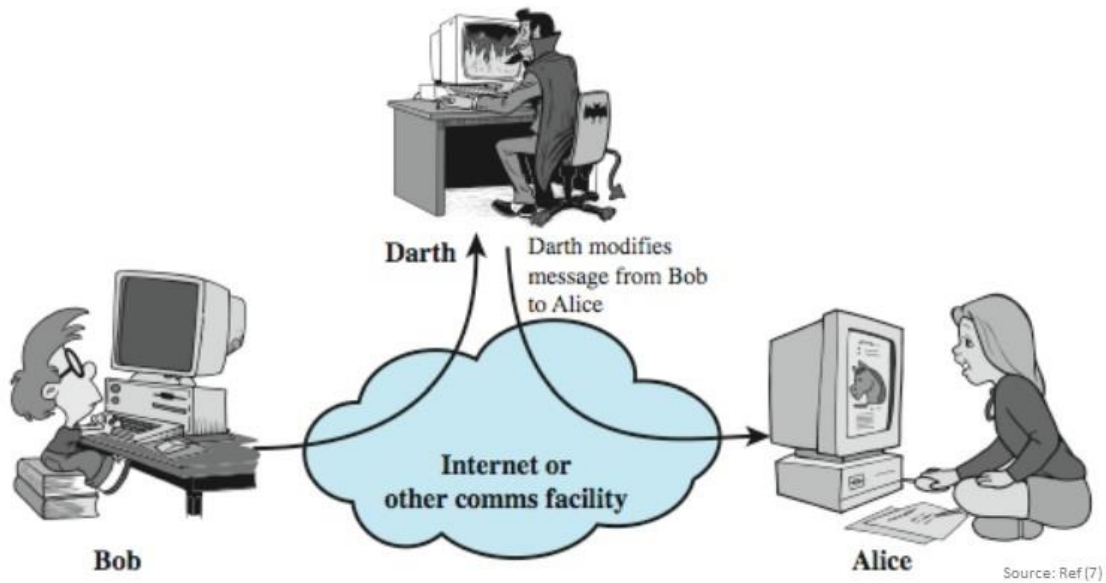 Darth
Darth modifies
message from Bob
to Alice
Internet or
other comms facility
Bob
Alice
Source: Ref (7)